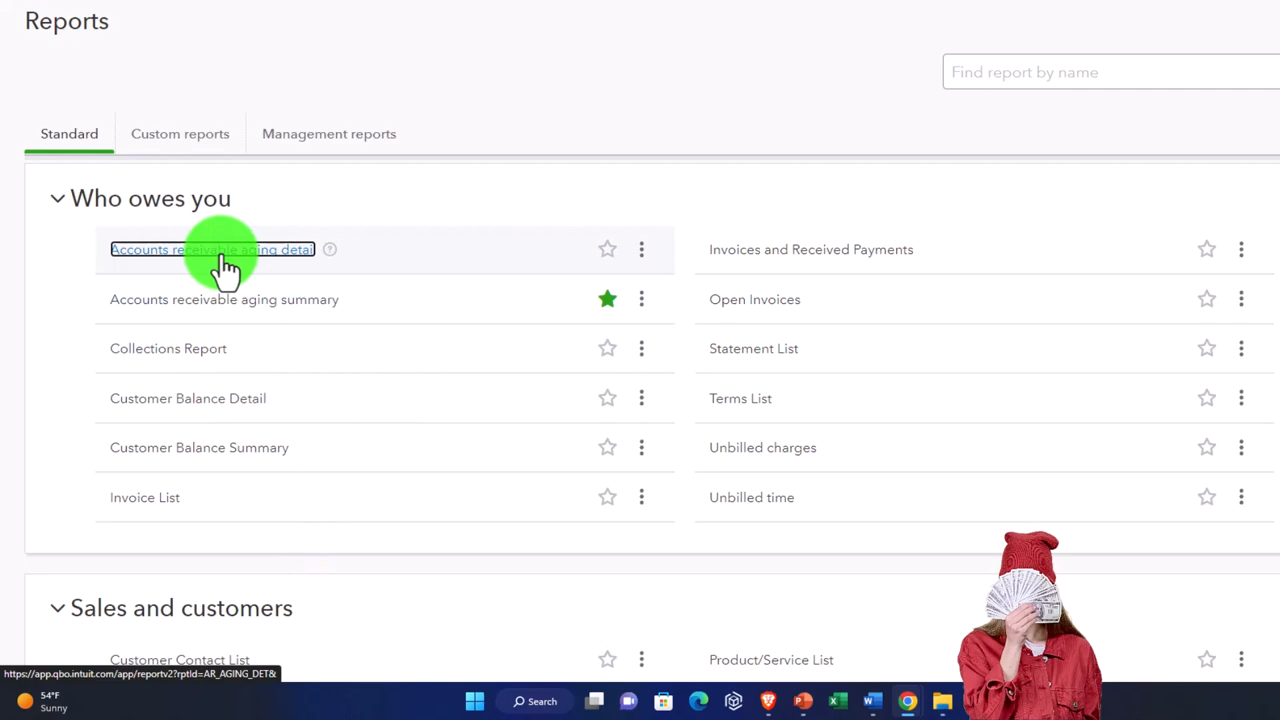 Reports
Find report by name
Standard
Custom reports
Management reports
Who owes you
Accounts receivable aging detail
Invoices and Received Payments
Accounts receivable aging summary
Open Invoices
Collections Report
Statement List
Customer Balance Detail
Terms List
Customer Balance Summary
Unbilled charges
Invoice List
Unbilled time
Sales and customers
Customer Contact List
Product/Service List
https://app.qbo.intuit.com/app/reportv2?rptId=AR_AGING_DET&
54°F
Sunny
Search